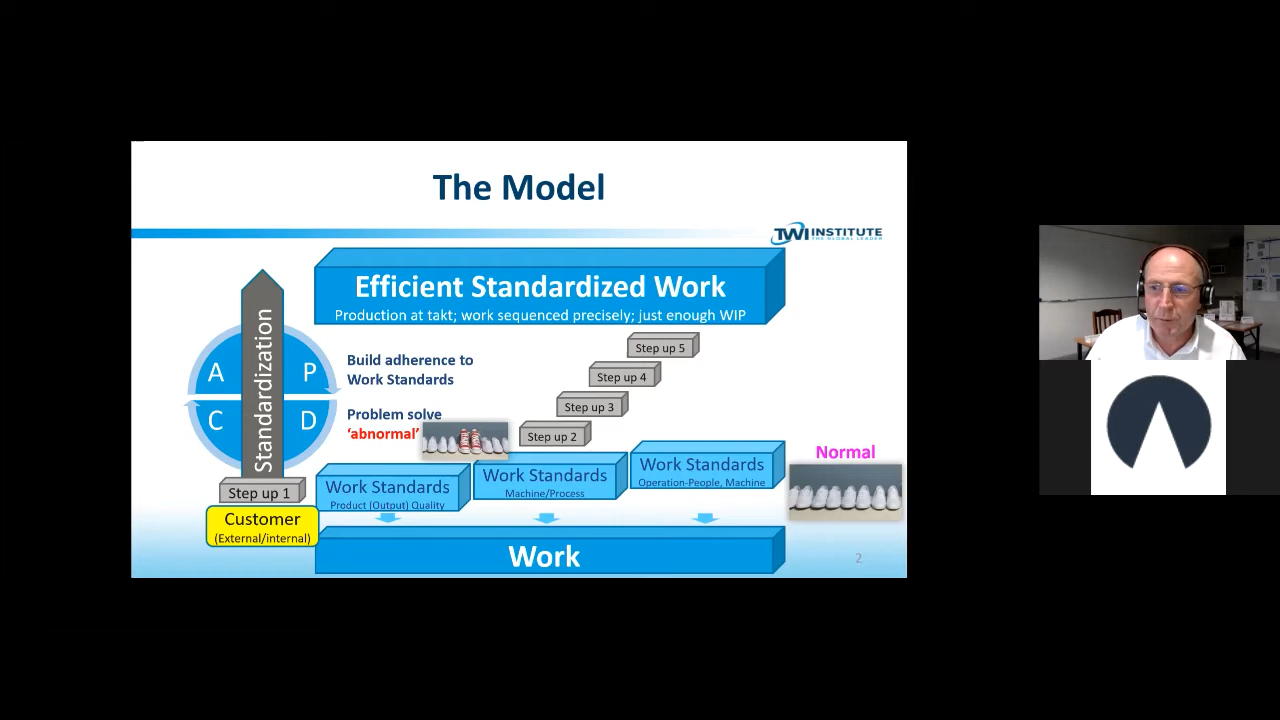 The Model
TWI INSTITUTE
THE GLOBAL LEADER
Efficient Standardized Work
Production at takt; work sequenced precisely; just enough WIP
Standardization
A
P
C
D
Build adherence to
Work Standards
Problem solve
‘abnormal’
Step up 5
Step up 4
Step up 3
Step up 2
Step up 1
Customer
(External/internal)
Work Standards
Product (Output) Quality
Work Standards
Machine/Process
Work Standards
Operation-People, Machine
Normal
Work
2